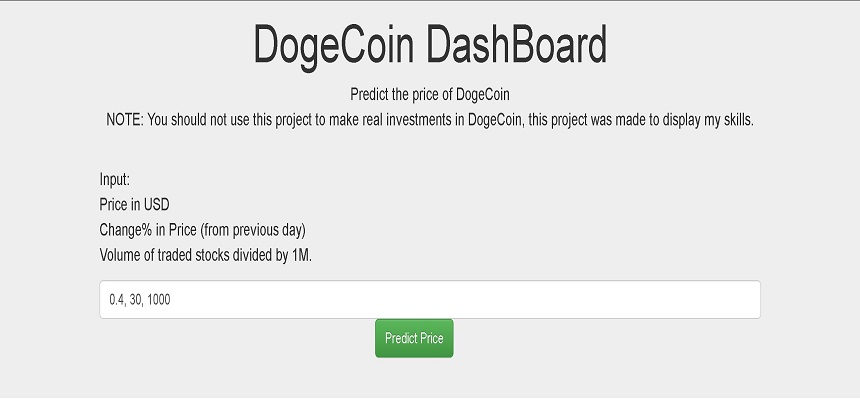 DogeCoin DashBoard
Predict the price of DogeCoin
NOTE: You should not use this project to make real investments in DogeCoin, this project was made to display my skills.
Input:
Price in USD
Change% in Price (from previous day)
Volume of traded stocks divided by 1M.
0.4, 30, 1000
Predict Price